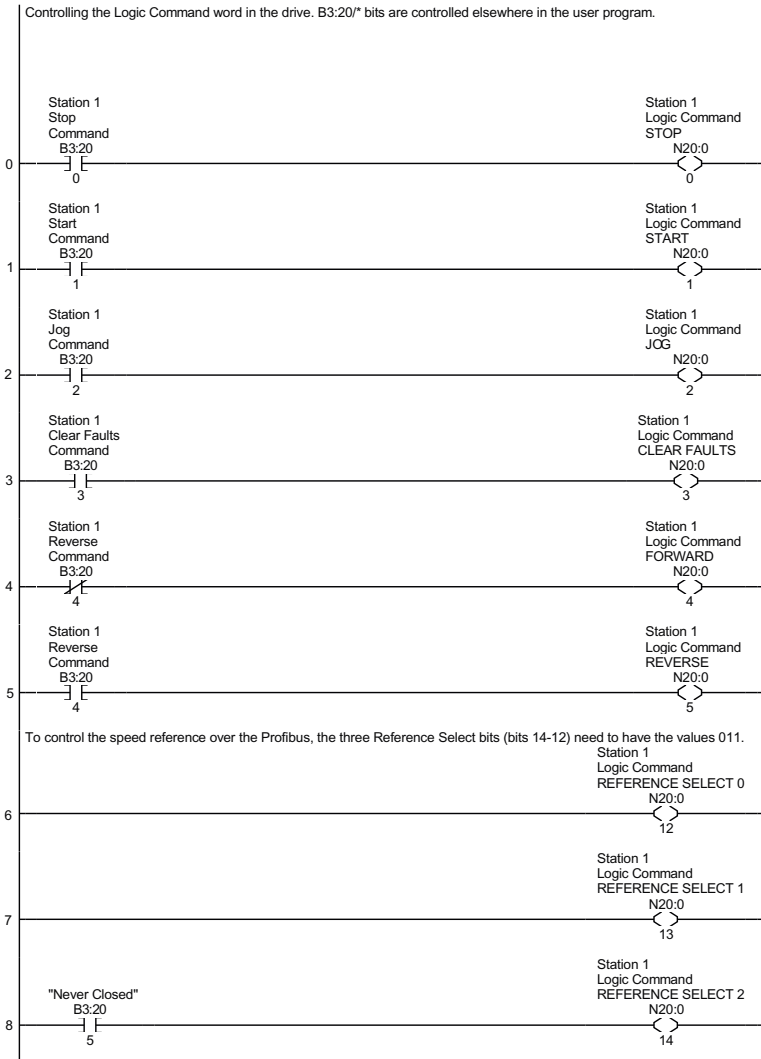 Controlling the Logic Command word in the drive. B3:20/* bits are controlled elsewhere in the user program.
Station 1
Stop
Command
B3:20
0
Station 1
Logic Command
STOP
N20:0
0
0
Station 1
Start
Command
B3:20
1
Station 1
Logic Command
START
N20:0
1
1
Station 1
Jog
Command
B3:20
2
Station 1
Logic Command
JOG
N20:0
2
2
Station 1
Clear Faults
Command
B3:20
3
Station 1
Logic Command
CLEAR FAULTS
N20:0
3
3
Station 1
Reverse
Command
B3:20
4
Station 1
Logic Command
FORWARD
N20:0
4
4
Station 1
Reverse
Command
B3:20
5
Station 1
Logic Command
REVERSE
N20:0
4
5
To control the speed reference over the Profibus, the three Reference Select bits (bits 14-12) need to have the values 011.
Station 1
Logic Command
REFERENCE SELECT 0
N20:0
6
12
Station 1
Logic Command
REFERENCE SELECT 1
N20:0
7
13
"Never Closed"
B3:20
8
5
Station 1
Logic Command
REFERENCE SELECT 2
N20:0
14